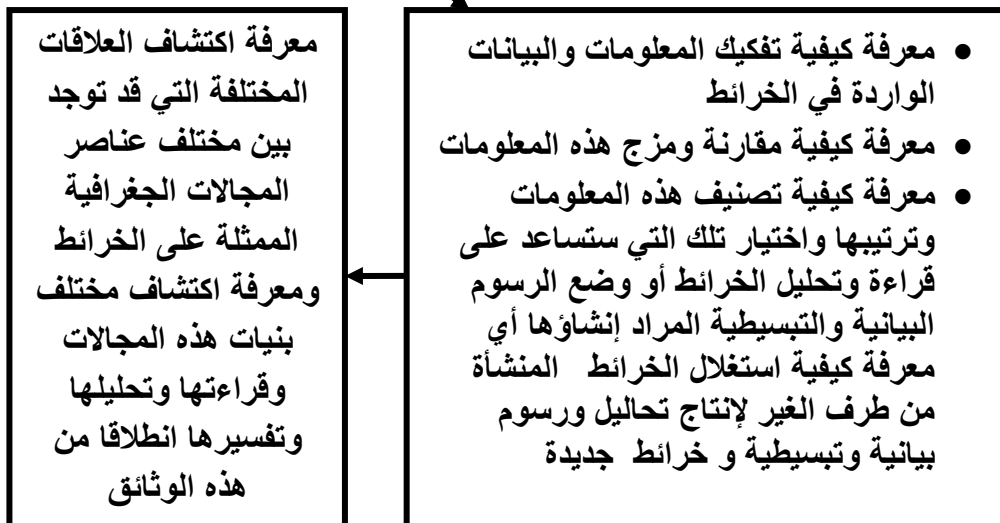 ● معرفة كيفية تفكيك المعلومات والبيانات
الواردة في الخرائط
● معرفة كيفية مقارنة ومزج هذه المعلومات
● معرفة كيفية تصنيف هذه المعلومات
وترتيبها واختيار تلك التي ستساعد على
قراءة وتحليل الخرائط أو وضع الرسوم
البيانية والتبسيطية المراد إنشاؤها أي
معرفة كيفية استغلال الخرائط المنشأة
من طرف الغير لإنتاج تحاليل ورسوم
بيانية وتبسيطية و خرائط جديدة
معرفة اكتشاف العلاقات
المختلفة التي قد توجد
بين مختلف عناصر
المجالات الجغرافية
الممثلة على الخرائط
ومعرفة اكتشاف مختلف
بنيات هذه المجالات
وقراءتها وتحليلها
وتفسيرها انطلاقا من
هذه الوثائق